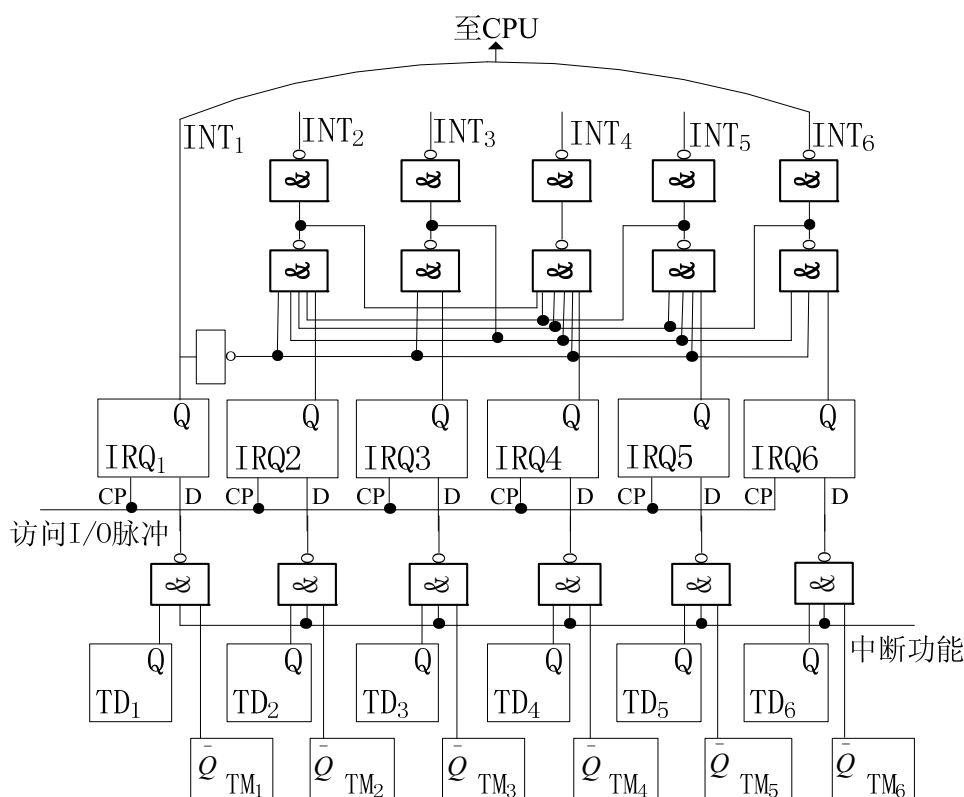 至CPU
INT₁ INT₂ INT₃ INT₄ INT₅ INT₆
& & & & &
& & & & &
Q Q Q Q Q Q
IRQ₁ IRQ2 IRQ3 IRQ4 IRQ5 IRQ6
CP D CP D CP D CP D CP D CP D
访问I/O脉冲
& & & & & &
中断功能
Q Q Q Q Q Q
TD₁ TD₂ TD₃ TD₄ TD₅ TD₆
Q̄ Q̄ Q̄ Q̄ Q̄ Q̄
TM₁ TM₂ TM₃ TM₄ TM₅ TM₆